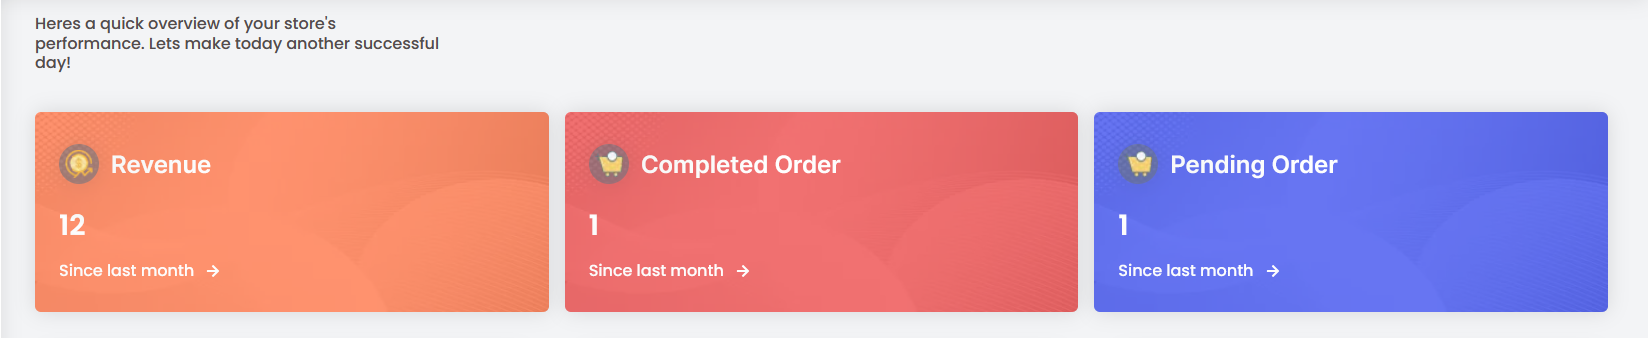 Heres a quick overview of your store's
performance. Lets make today another successful
day!
Revenue
12
Since last month
Completed Order
1
Since last month
Pending Order
1
Since last month